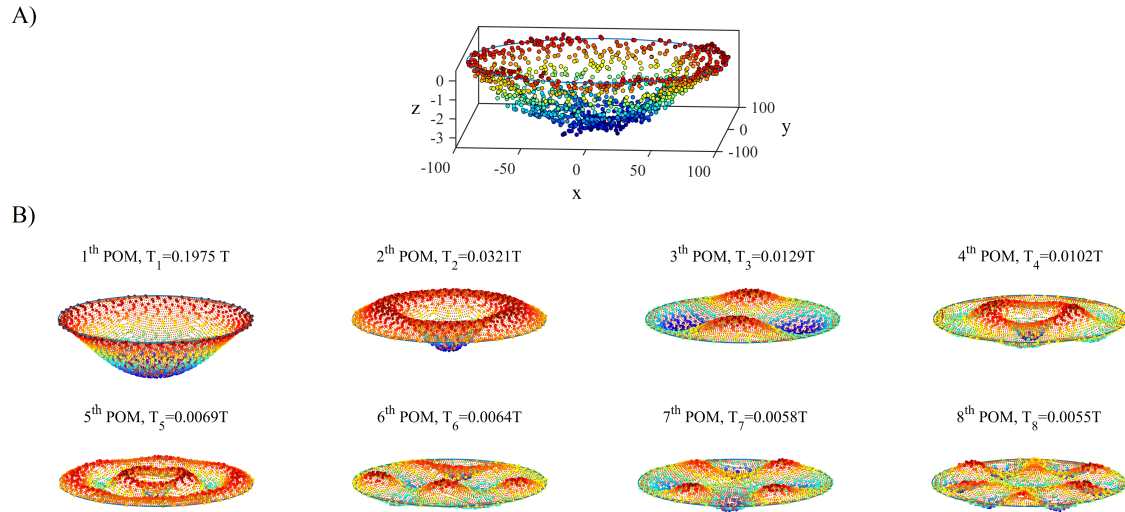 A)
0
-1
z
-2
-3
100
0
y
-100
-100
-50
0
50
100
x
B)
1th POM, T1=0.1975 T
2th POM, T2=0.0321T
3th POM, T3=0.0129T
4th POM, T4=0.0102T
5th POM, T5=0.0069T
6th POM, T6=0.0064T
7th POM, T7=0.0058T
8th POM, T8=0.0055T